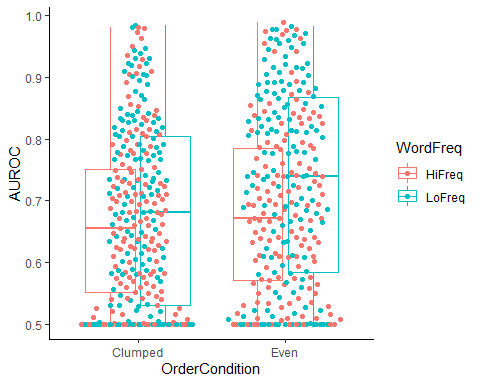 1.0
0.9
0.8
0.7
0.6
0.5
AUROC
Clumped
Even
OrderCondition
WordFreq
HiFreq
LoFreq